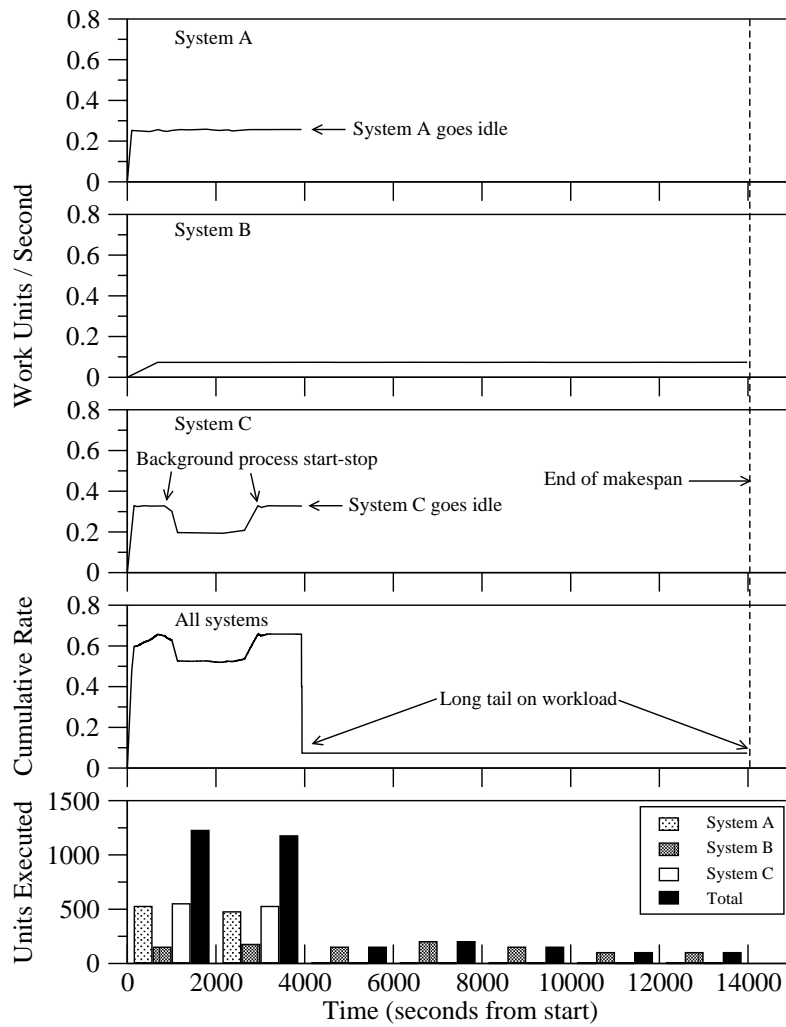 0.8
System A
0.6
0.4
System A goes idle
0.2
0
Work Units / Second
0.8
System B
0.6
0.4
0.2
0
0.8
System C
Background process start-stop
0.6
End of makespan
0.4
System C goes idle
0.2
0
Cumulative Rate
0.8
All systems
0.6
0.4
Long tail on workload
0.2
0
Units Executed
1500
1000
500
0
System A
System B
System C
Total
0 2000 4000 6000 8000 10000 12000 14000
Time (seconds from start)